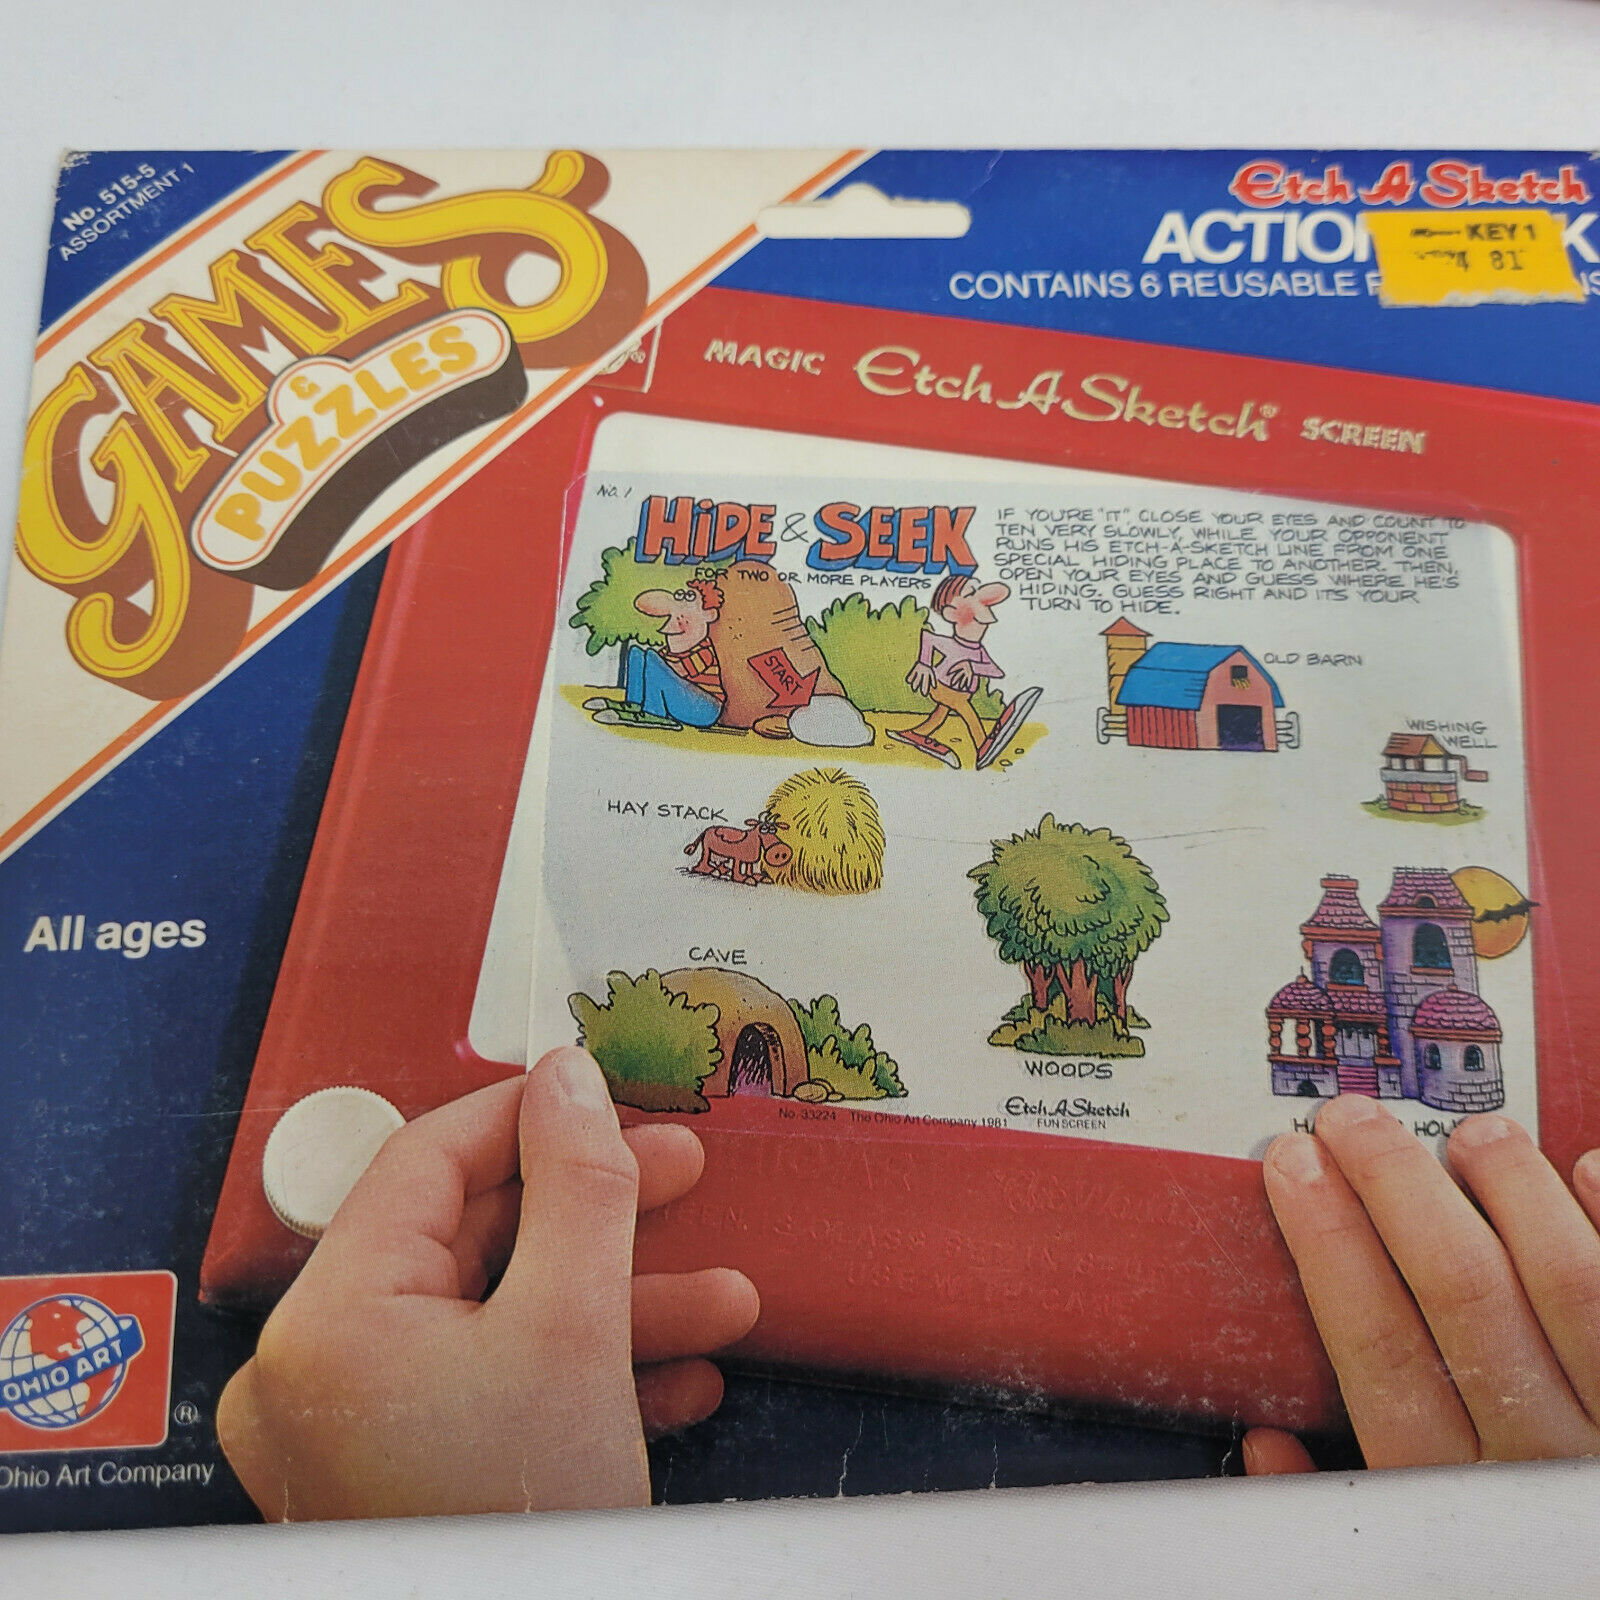 No. 515-5
ASSORTMENT 1
GAMES
&
PUZZLES
Etch A Sketch
ACTION
KEY 1
81
CONTAINS 6 REUSABLE
MAGIC Etch A Sketch® SCREEN
No. 1
HiDE & SEEK
FOR TWO OR MORE PLAYERS
IF YOU'RE "IT", CLOSE YOUR EYES AND COUNT TO
TEN VERY SLOWLY, WHILE YOUR OPPONENT
RUNS HIS ETCH-A-SKETCH LINE FROM ONE
SPECIAL HIDING PLACE TO ANOTHER. THEN,
OPEN YOUR EYES AND GUESS WHERE HE'S
HIDING. GUESS RIGHT AND ITS YOUR
TURN TO HIDE.
START
OLD BARN
WISHING
WELL
HAY STACK
CAVE
WOODS
No. 33224 The Ohio Art Company 1981
Etch A Sketch
FUN SCREEN
All ages
USE WITH CARE
OHIO ART
®
Ohio Art Company